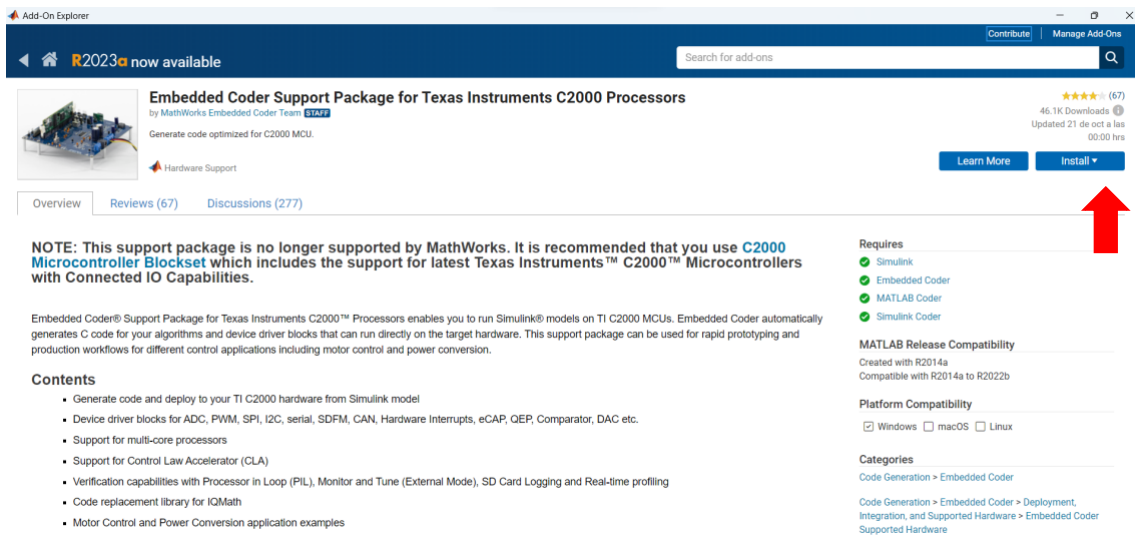 Add-On Explorer
Contribute
Manage Add-Ons
R2023a now available
Search for add-ons
Embedded Coder Support Package for Texas Instruments C2000 Processors
by MathWorks Embedded Coder Team STAFF
Generate code optimized for C2000 MCU.
Hardware Support
(67)
46.1K Downloads
Updated 21 de oct a las
00:00 hrs
Learn More
Install
Overview
Reviews (67)
Discussions (277)
NOTE: This support package is no longer supported by MathWorks. It is recommended that you use C2000
Microcontroller Blockset which includes the support for latest Texas Instruments™ C2000™ Microcontrollers
with Connected IO Capabilities.
Embedded Coder® Support Package for Texas Instruments C2000™ Processors enables you to run Simulink® models on TI C2000 MCUs. Embedded Coder automatically
generates C code for your algorithms and device driver blocks that can run directly on the target hardware. This support package can be used for rapid prototyping and
production workflows for different control applications including motor control and power conversion.
Contents
▪ Generate code and deploy to your TI C2000 hardware from Simulink model
▪ Device driver blocks for ADC, PWM, SPI, I2C, serial, SDFM, CAN, Hardware Interrupts, eCAP, QEP, Comparator, DAC etc.
▪ Support for multi-core processors
▪ Support for Control Law Accelerator (CLA)
▪ Verification capabilities with Processor in Loop (PIL), Monitor and Tune (External Mode), SD Card Logging and Real-time profiling
▪ Code replacement library for IQMath
▪ Motor Control and Power Conversion application examples
Requires
Simulink
Embedded Coder
MATLAB Coder
Simulink Coder
MATLAB Release Compatibility
Created with R2014a
Compatible with R2014a to R2022b
Platform Compatibility
Windows
macOS
Linux
Categories
Code Generation > Embedded Coder
Code Generation > Embedded Coder > Deployment,
Integration, and Supported Hardware > Embedded Coder
Supported Hardware